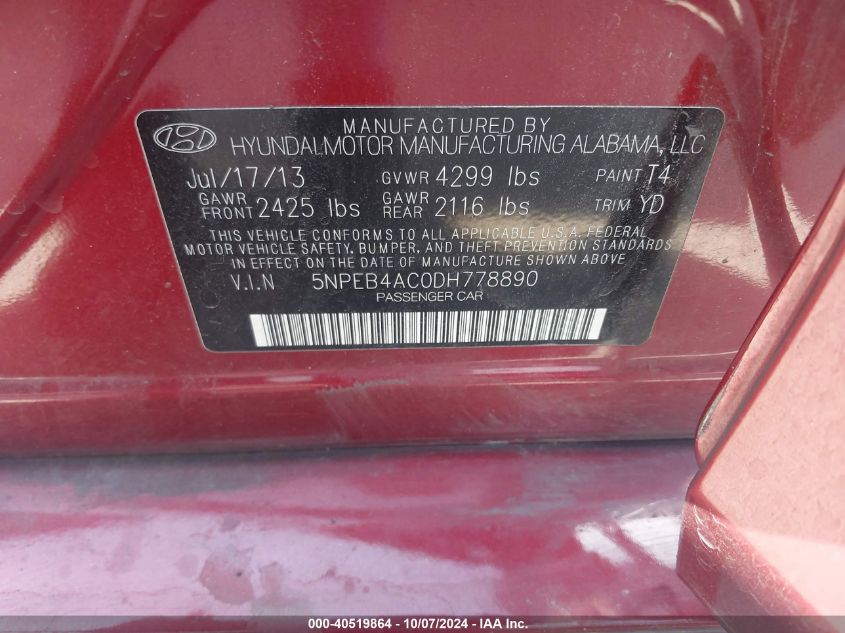 MANUFACTURED BY
HYUNDAI MOTOR MANUFACTURING ALABAMA, LLC
Jul/17/13 GVWR 4299 lbs PAINT T4
GAWR FRONT 2425 lbs GAWR REAR 2116 lbs TRIM YD
THIS VEHICLE CONFORMS TO ALL APPLICABLE U.S.A. FEDERAL
MOTOR VEHICLE SAFETY, BUMPER, AND THEFT PREVENTION STANDARDS
IN EFFECT ON THE DATE OF MANUFACTURE SHOWN ABOVE
V.I.N 5NPEB4AC0DH778890
PASSENGER CAR
000-40519864 - 10/07/2024 - IAA Inc.